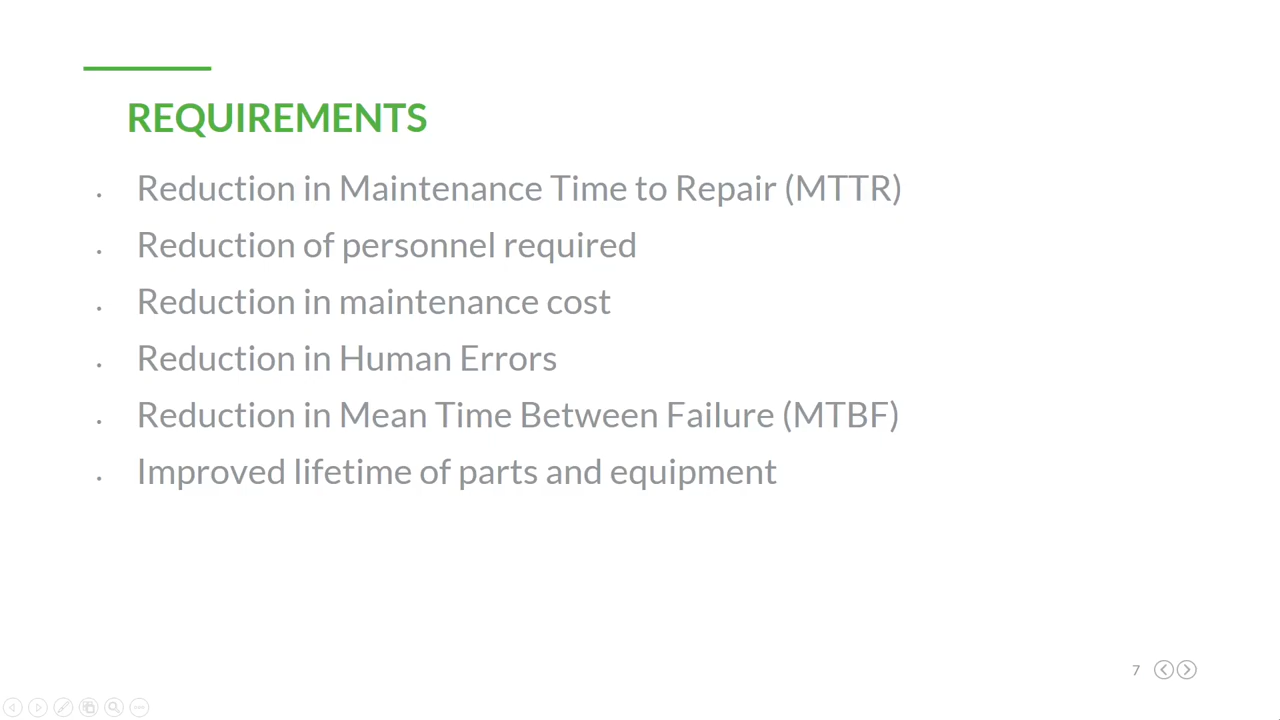 REQUIREMENTS
· Reduction in Maintenance Time to Repair (MTTR)
· Reduction of personnel required
· Reduction in maintenance cost
· Reduction in Human Errors
· Reduction in Mean Time Between Failure (MTBF)
· Improved lifetime of parts and equipment
7